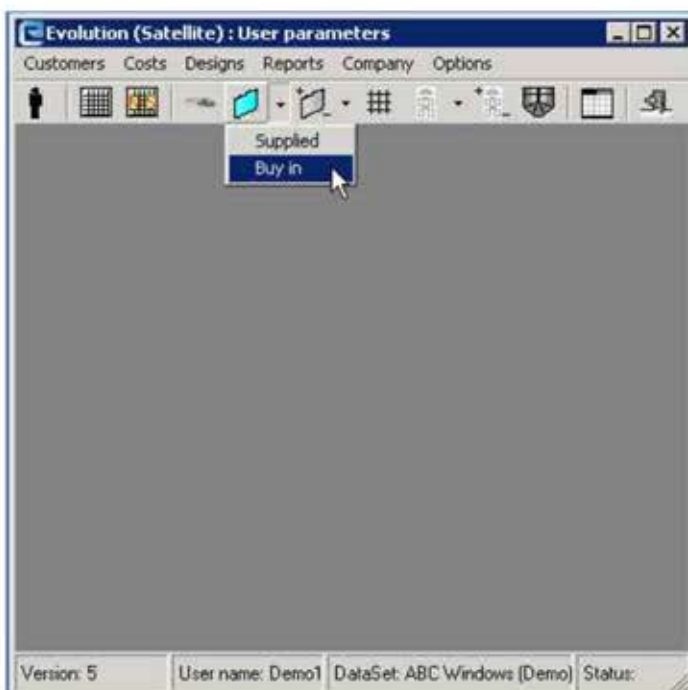 Evolution (Satellite) : User parameters
Customers Costs Designs Reports Company Options
Supplied
Buy in
Version: 5 User name: Demo1 DataSet: ABC Windows (Demo) Status: